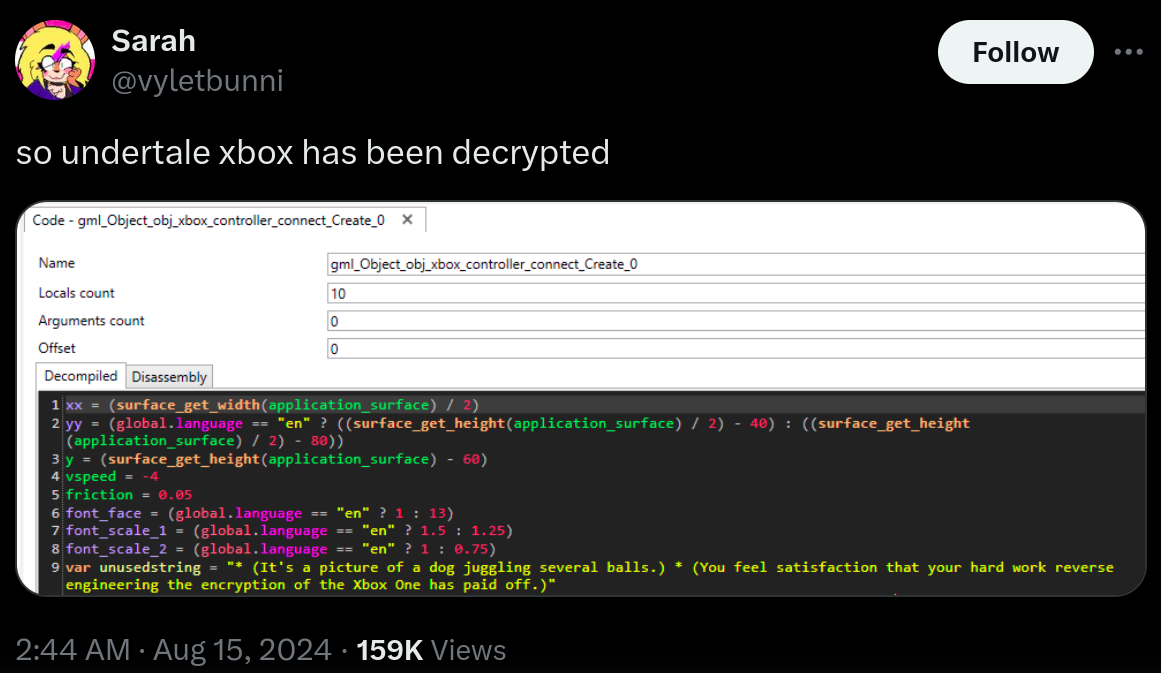 Sarah
@vyletbunni
Follow
so undertale xbox has been decrypted
Code - gml_Object_obj_xbox_controller_connect_Create_0 ✕
Name gml_Object_obj_xbox_controller_connect_Create_0
Locals count 10
Arguments count 0
Offset 0
Decompiled Disassembly
1 xx = (surface_get_width(application_surface) / 2)
2 yy = (global.language == "en" ? ((surface_get_height(application_surface) / 2) - 40) : ((surface_get_height
(application_surface) / 2) - 80))
3 y = (surface_get_height(application_surface) - 60)
4 vspeed = -4
5 friction = 0.05
6 font_face = (global.language == "en" ? 1 : 13)
7 font_scale_1 = (global.language == "en" ? 1.5 : 1.25)
8 font_scale_2 = (global.language == "en" ? 1 : 0.75)
9 var unusedstring = "* (It's a picture of a dog juggling several balls.) * (You feel satisfaction that your hard work reverse
engineering the encryption of the Xbox One has paid off.)"
2:44 AM · Aug 15, 2024 · 159K Views